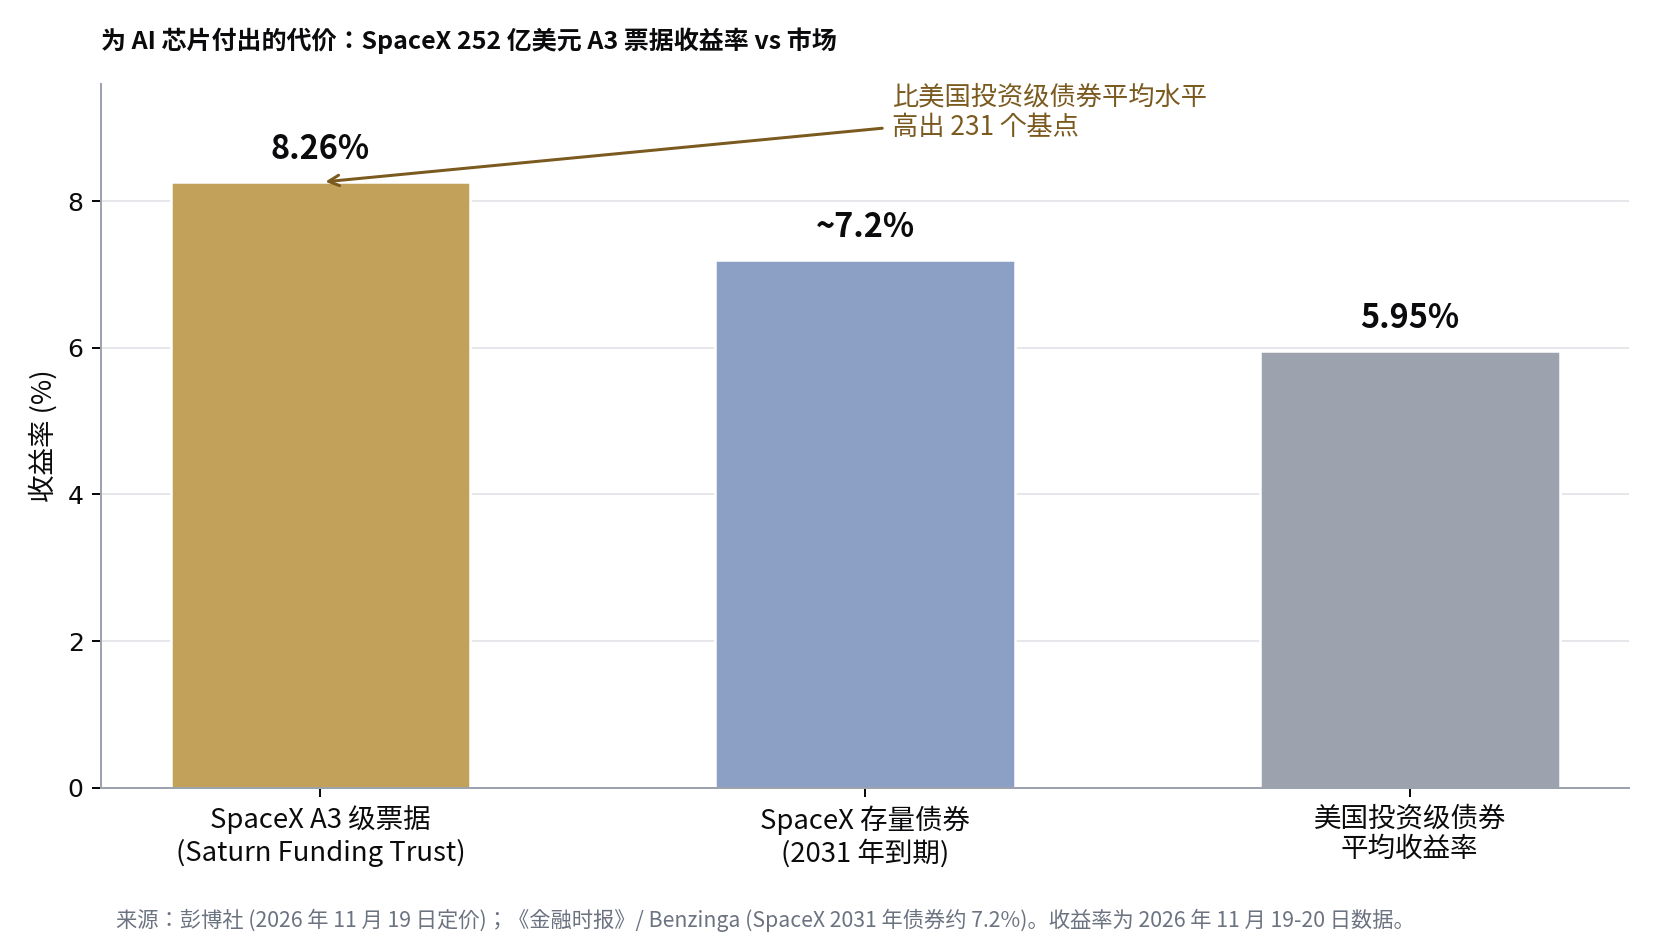 为 AI 芯片付出的代价：SpaceX 252 亿美元 A3 票据收益率 vs 市场
比美国投资级债券平均水平
高出 231 个基点
8.26%
~7.2%
5.95%
收益率 (%)
8
6
4
2
0
SpaceX A3 级票据
(Saturn Funding Trust)
SpaceX 存量债券
(2031 年到期)
美国投资级债券
平均收益率
来源：彭博社 (2026 年 11 月 19 日定价)；《金融时报》/ Benzinga (SpaceX 2031 年债券约 7.2%)。收益率为 2026 年 11 月 19-20 日数据。